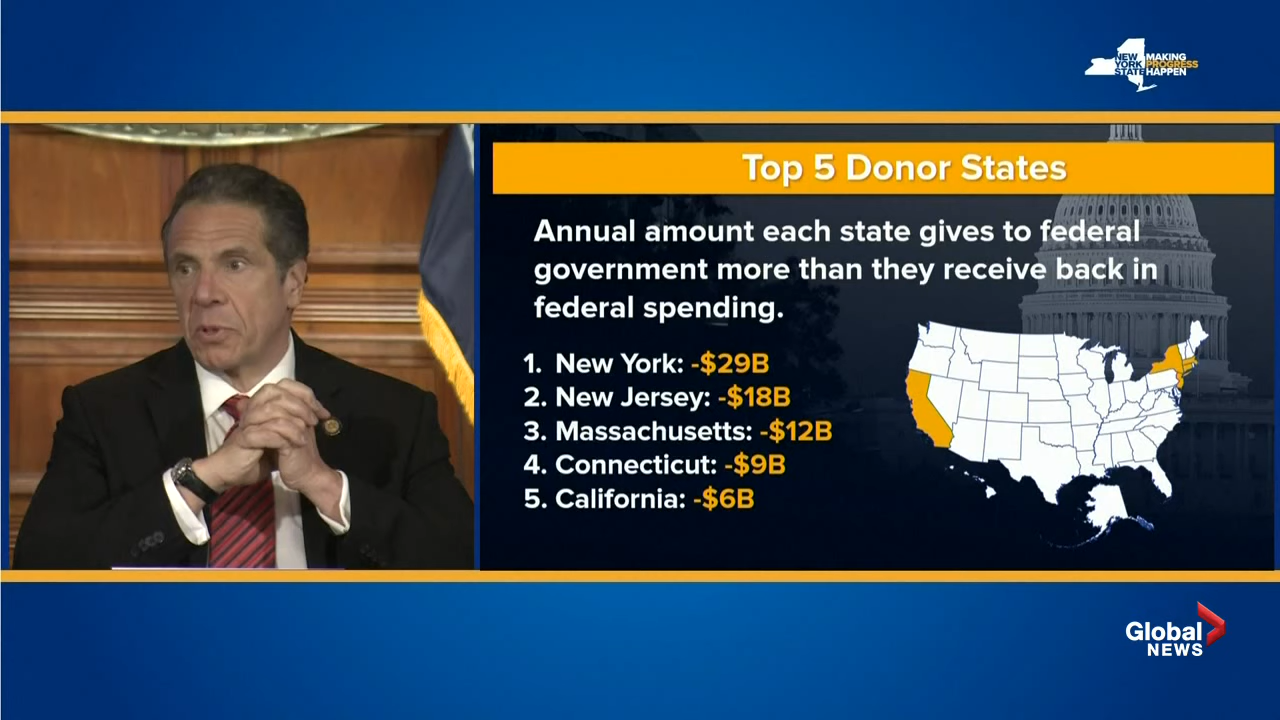 NEW
YORK
STATE
MAKING
PROGRESS
HAPPEN
Top 5 Donor States
Annual amount each state gives to federal
government more than they receive back in
federal spending.
1. New York: -$29B
2. New Jersey: -$18B
3. Massachusetts: -$12B
4. Connecticut: -$9B
5. California: -$6B
Global
NEWS